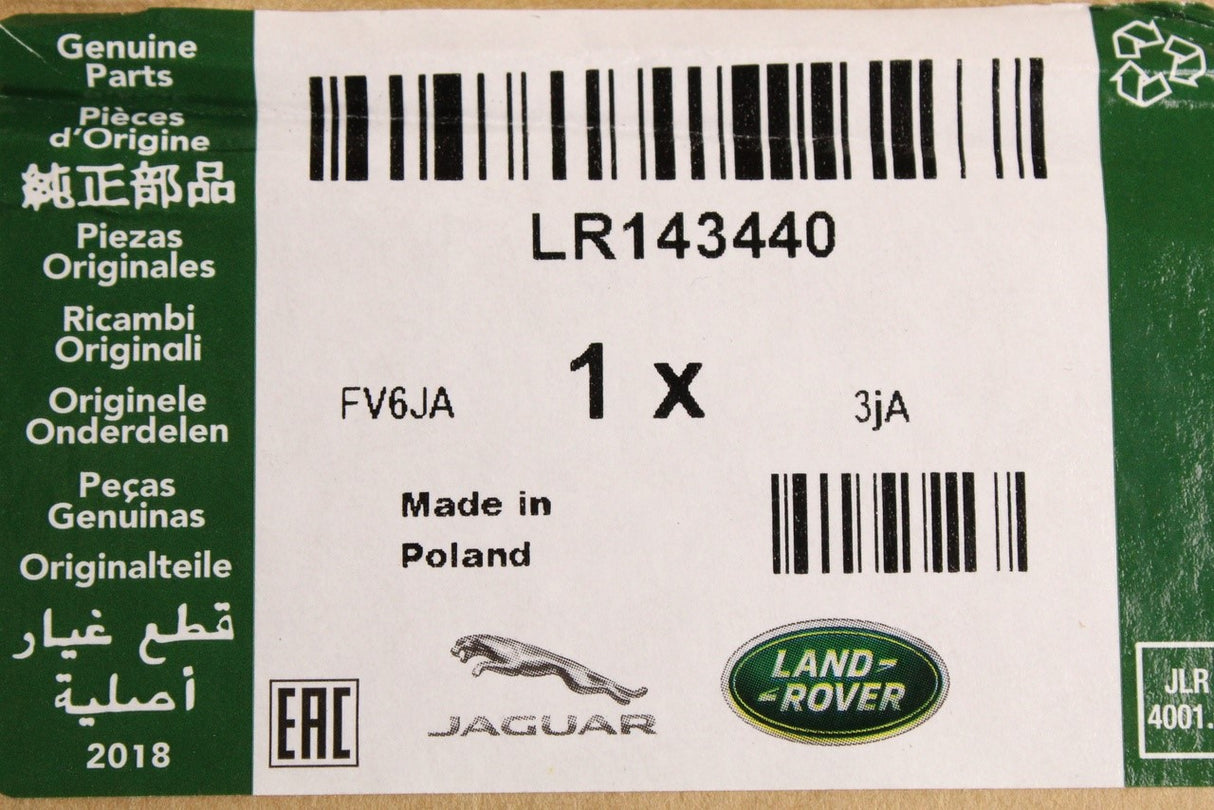 Genuine
Parts
Pièces
d'Origine
純正部品
Piezas
Originales
Ricambi
Originali
Originele
Onderdelen
Peças
Genuinas
Originalteile
قطع غيار
أصلية
2018
LR143440
FV6JA
1 x
3jA
Made in
Poland
EAC
JAGUAR
LAND-
-ROVER
JLR
4001.